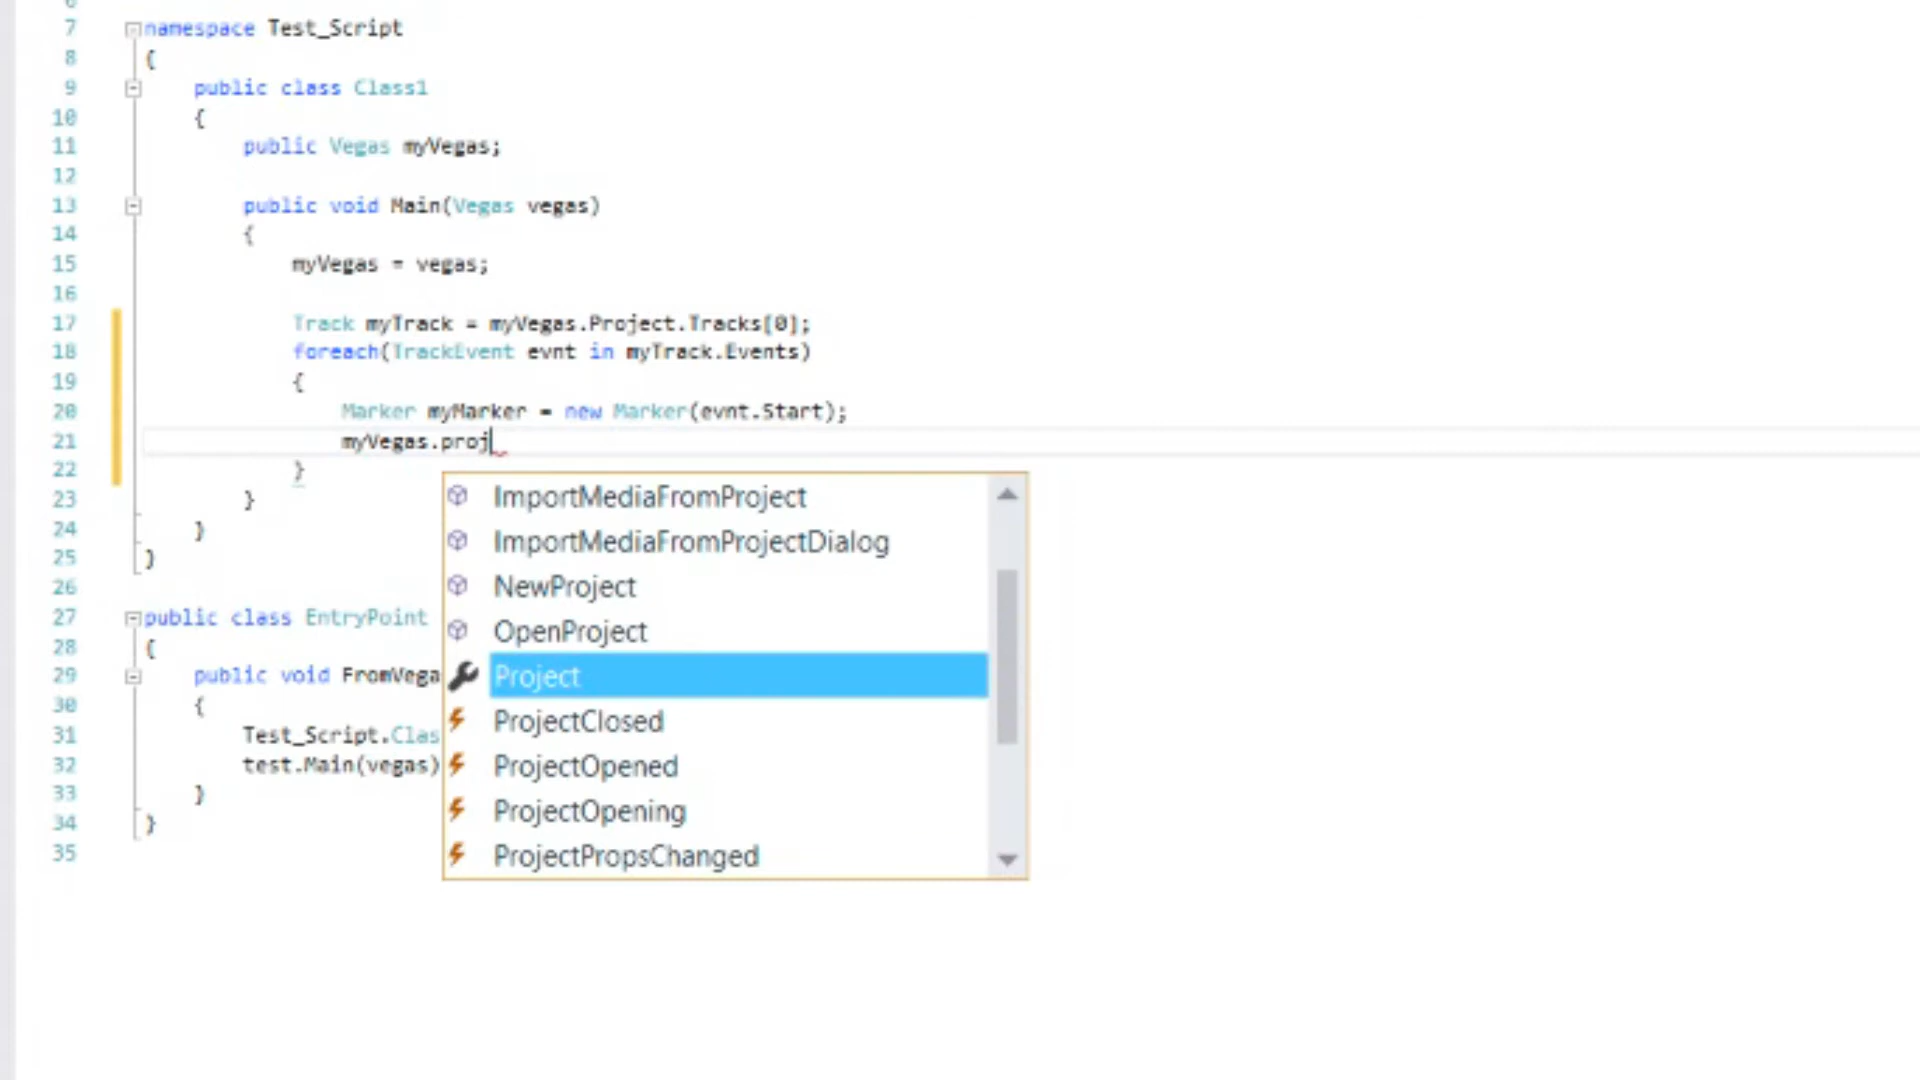 7 namespace Test_Script
8 {
9 public class Class1
10 {
11 public Vegas myVegas;
12
13 public void Main(Vegas vegas)
14 {
15 myVegas = vegas;
16
17 Track myTrack = myVegas.Project.Tracks[0];
18 foreach(TrackEvent evnt in myTrack.Events)
19 {
20 Marker myMarker = new Marker(evnt.Start);
21 myVegas.proj
22 }
23 }
24 }
25 }
26
27 public class EntryPoint
28 {
29 public void FromVega
30 {
31 Test_Script.Clas
32 test.Main(vegas)
33 }
34 }
35
ImportMediaFromProject
ImportMediaFromProjectDialog
NewProject
OpenProject
Project
ProjectClosed
ProjectOpened
ProjectOpening
ProjectPropsChanged